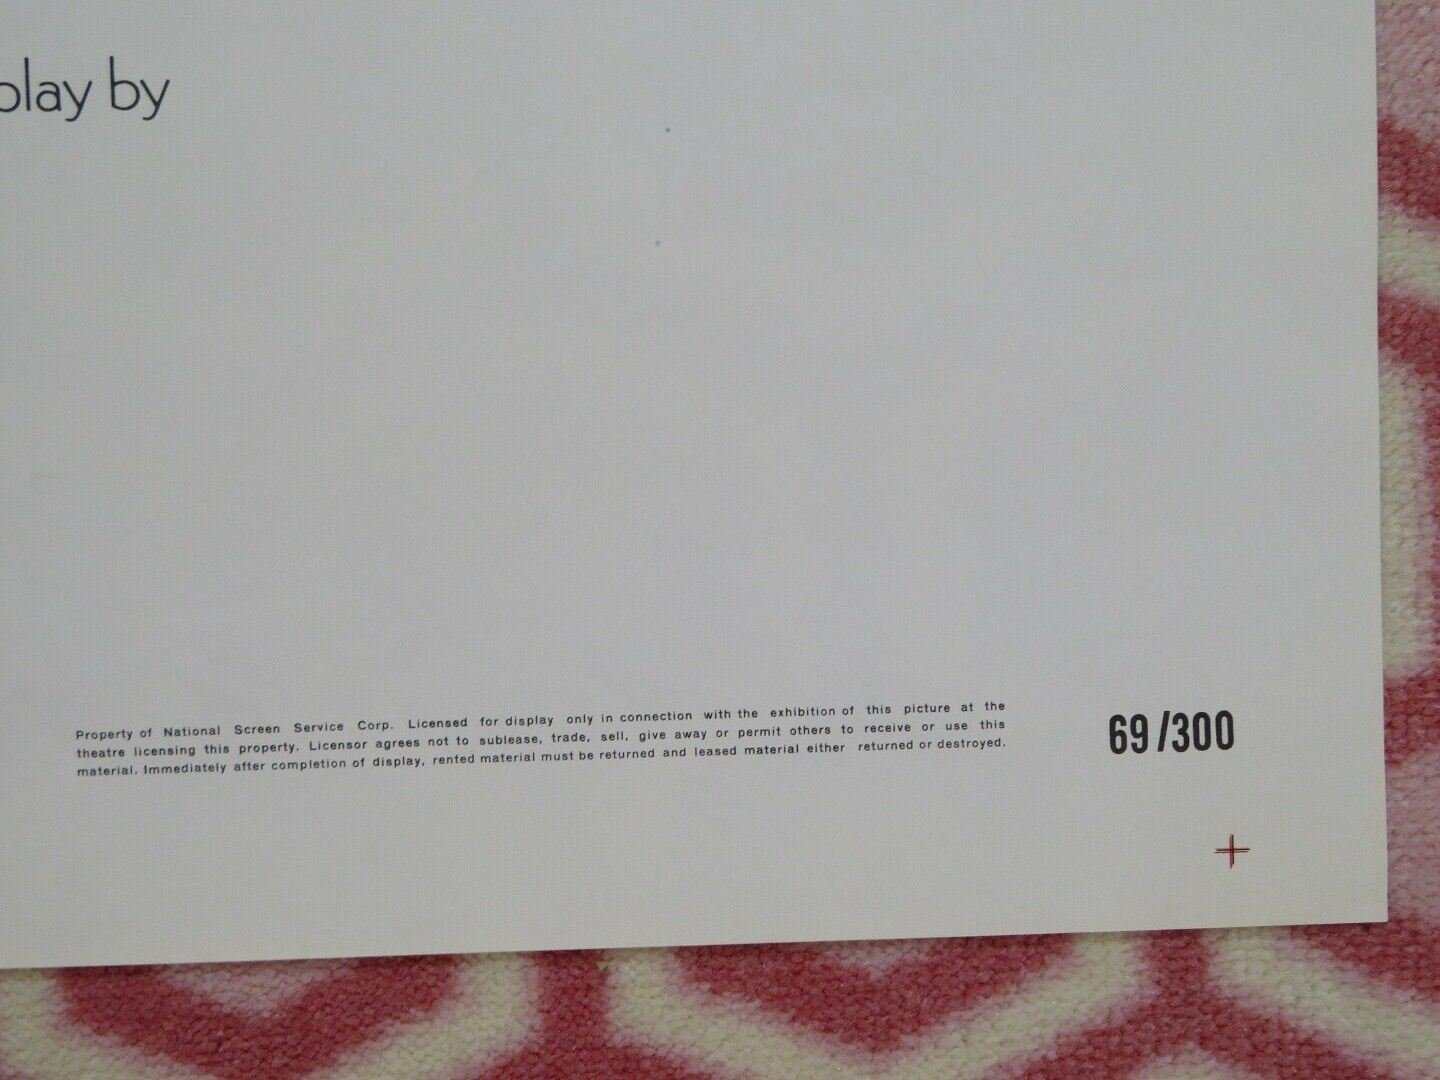 play by
Property of National Screen Service Corp. Licensed for display only in connection with the exhibition of this picture at the
theatre licensing this property. Licensor agrees not to sublease, trade, sell, give away or permit others to receive or use this
material. Immediately after completion of display, rented material must be returned and leased material either returned or destroyed.
69/300